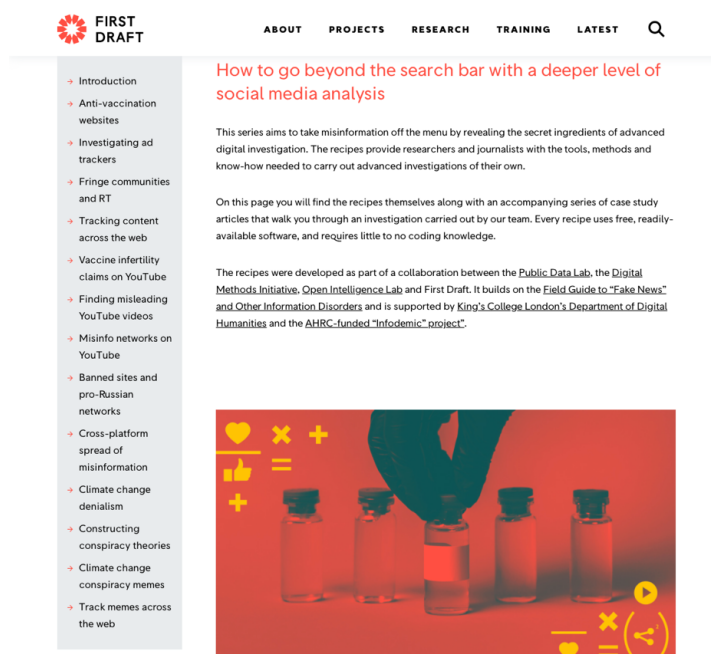 FIRST
DRAFT
ABOUT
PROJECTS
RESEARCH
TRAINING
LATEST
Introduction
Anti-vaccination
websites
Investigating ad
trackers
Fringe communities
and RT
Tracking content
across the web
Vaccine infertility
claims on YouTube
Finding misleading
YouTube videos
Misinfo networks on
YouTube
Banned sites and
pro-Russian
networks
Cross-platform
spread of
misinformation
Climate change
denialism
Constructing
conspiracy theories
Climate change
conspiracy memes
Track memes across
the web
How to go beyond the search bar with a deeper level of
social media analysis
This series aims to take misinformation off the menu by revealing the secret ingredients of advanced
digital investigation. The recipes provide researchers and journalists with the tools, methods and
know-how needed to carry out advanced investigations of their own.
On this page you will find the recipes themselves along with an accompanying series of case study
articles that walk you through an investigation carried out by our team. Every recipe uses free, readily-
available software, and requires little to no coding knowledge.
The recipes were developed as part of a collaboration between the Public Data Lab, the Digital
Methods Initiative, Open Intelligence Lab and First Draft. It builds on the Field Guide to “Fake News”
and Other Information Disorders and is supported by King’s College London’s Department of Digital
Humanities and the AHRC-funded “Infodemic” project”.